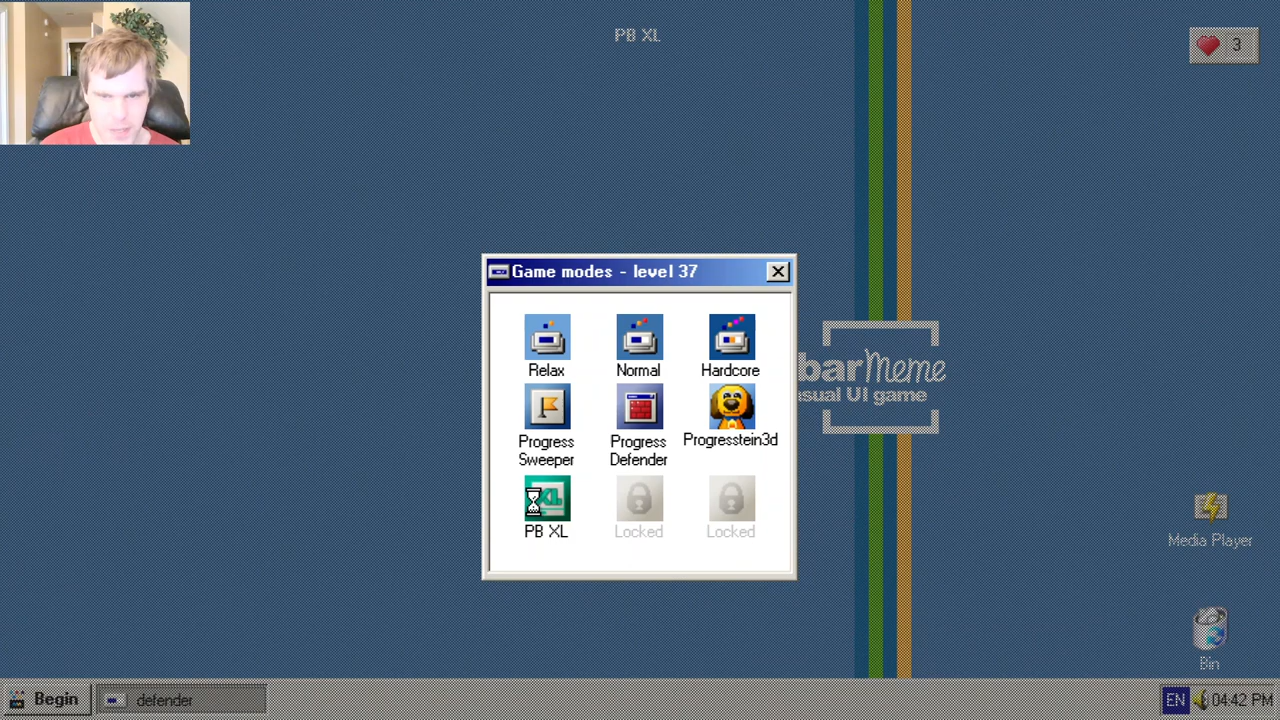 PB XL
3
Game modes - level 37
Relax
Normal
Hardcore
Progress
Sweeper
Progress
Defender
Progresstein3d
XL
PB XL
Locked
Locked
barMeme
sual UI game
Media Player
Bin
Begin
defender
EN
04:42 PM